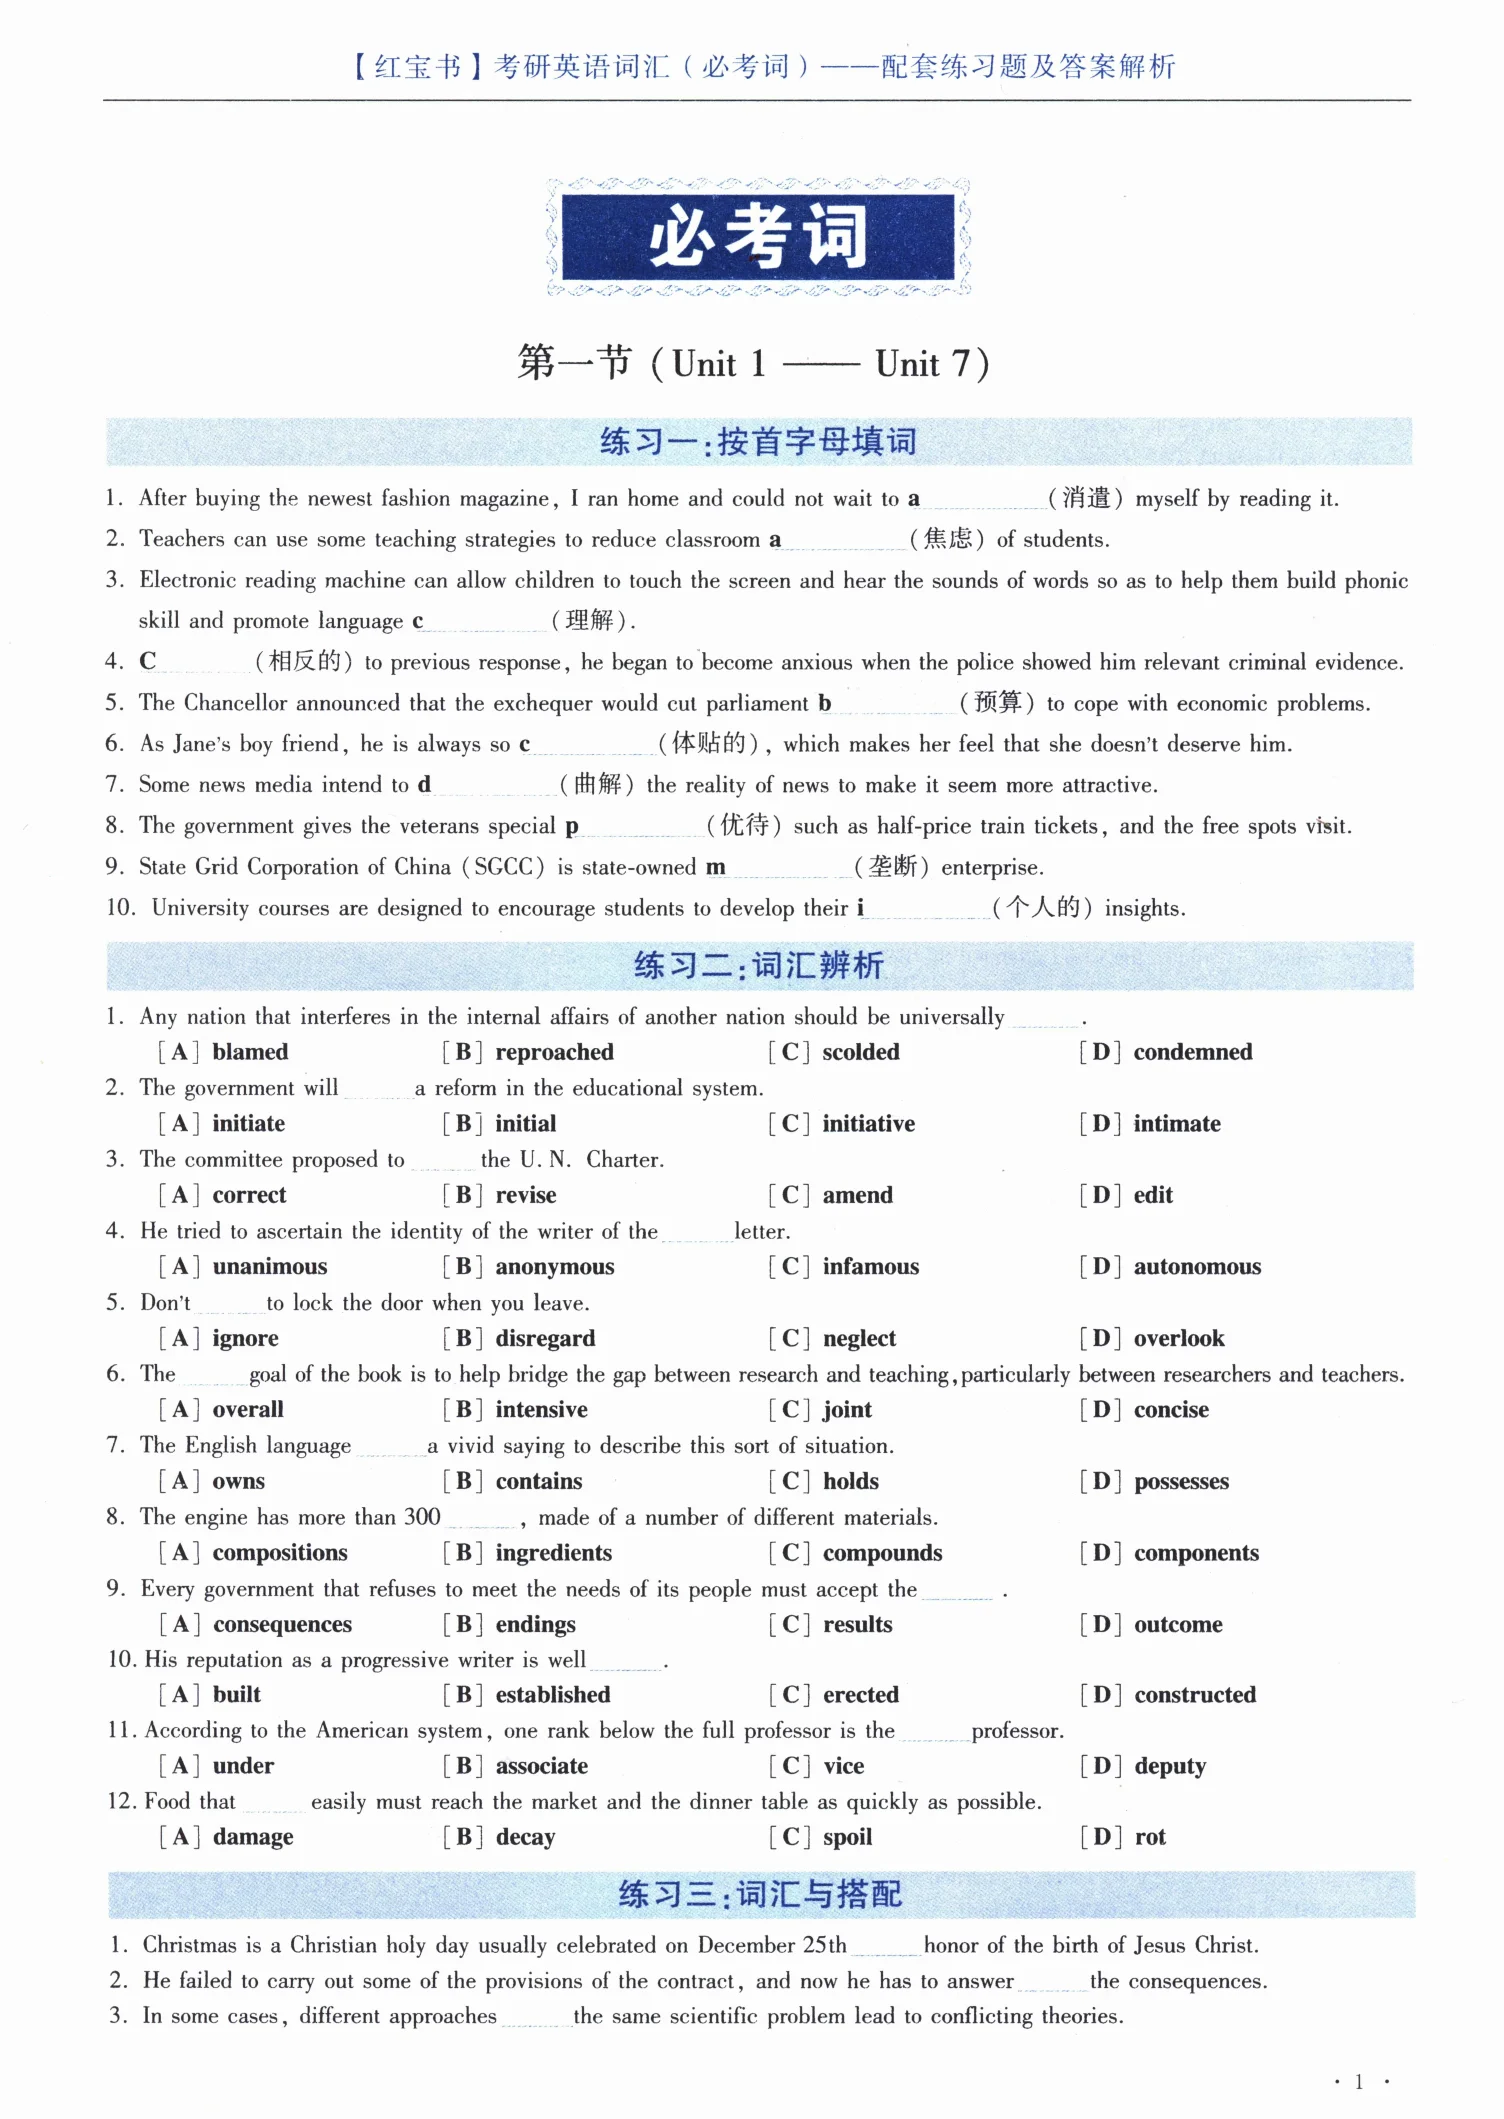 【红宝书】考研英语词汇(必考词)——配套练习题及答案解析
必考词
第一节(Unit 1 —— Unit 7)
练习一:按首字母填词
1. After buying the newest fashion magazine, I ran home and could not wait to a________(消遣) myself by reading it.
2. Teachers can use some teaching strategies to reduce classroom a________(焦虑) of students.
3. Electronic reading machine can allow children to touch the screen and hear the sounds of words so as to help them build phonic
skill and promote language c________(理解).
4. C________(相反的) to previous response, he began to become anxious when the police showed him relevant criminal evidence.
5. The Chancellor announced that the exchequer would cut parliament b________(预算) to cope with economic problems.
6. As Jane's boy friend, he is always so c________(体贴的), which makes her feel that she doesn't deserve him.
7. Some news media intend to d________(曲解) the reality of news to make it seem more attractive.
8. The government gives the veterans special p________(优待) such as half-price train tickets, and the free spots visit.
9. State Grid Corporation of China (SGCC) is state-owned m________(垄断) enterprise.
10. University courses are designed to encourage students to develop their i________(个人的) insights.
练习二:词汇辨析
1. Any nation that interferes in the internal affairs of another nation should be universally ______.
[A] blamed [B] reproached [C] scolded [D] condemned
2. The government will ______ a reform in the educational system.
[A] initiate [B] initial [C] initiative [D] intimate
3. The committee proposed to ______ the U. N. Charter.
[A] correct [B] revise [C] amend [D] edit
4. He tried to ascertain the identity of the writer of the ______ letter.
[A] unanimous [B] anonymous [C] infamous [D] autonomous
5. Don't ______ to lock the door when you leave.
[A] ignore [B] disregard [C] neglect [D] overlook
6. The ______ goal of the book is to help bridge the gap between research and teaching,particularly between researchers and teachers.
[A] overall [B] intensive [C] joint [D] concise
7. The English language ______ a vivid saying to describe this sort of situation.
[A] owns [B] contains [C] holds [D] possesses
8. The engine has more than 300 ______, made of a number of different materials.
[A] compositions [B] ingredients [C] compounds [D] components
9. Every government that refuses to meet the needs of its people must accept the ______.
[A] consequences [B] endings [C] results [D] outcome
10. His reputation as a progressive writer is well ______.
[A] built [B] established [C] erected [D] constructed
11. According to the American system, one rank below the full professor is the ______ professor.
[A] under [B] associate [C] vice [D] deputy
12. Food that ______ easily must reach the market and the dinner table as quickly as possible.
[A] damage [B] decay [C] spoil [D] rot
练习三:词汇与搭配
1. Christmas is a Christian holy day usually celebrated on December 25th ______ honor of the birth of Jesus Christ.
2. He failed to carry out some of the provisions of the contract, and now he has to answer ______ the consequences.
3. In some cases, different approaches ______ the same scientific problem lead to conflicting theories.
· 1 ·